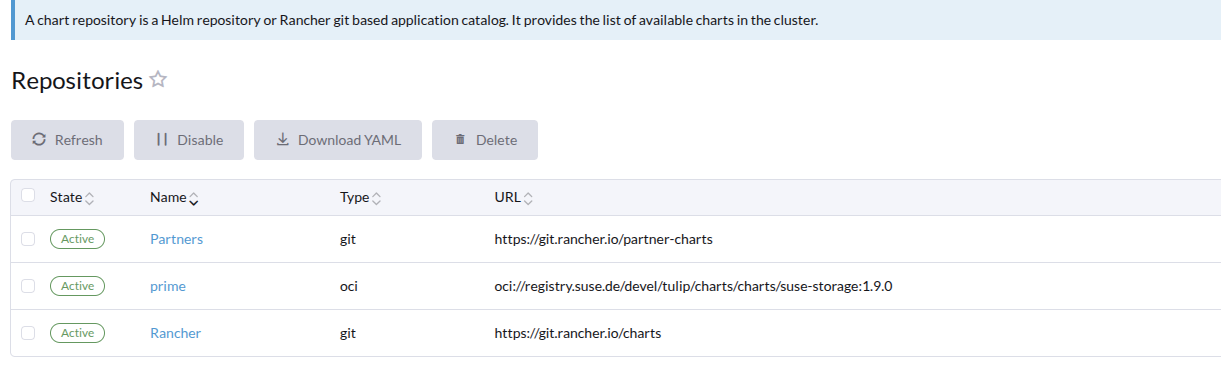 A chart repository is a Helm repository or Rancher git based application catalog. It provides the list of available charts in the cluster.
Repositories
Refresh Disable Download YAML Delete
State Name Type URL
Active Partners git https://git.rancher.io/partner-charts
Active prime oci oci://registry.suse.de/devel/tulip/charts/charts/suse-storage:1.9.0
Active Rancher git https://git.rancher.io/charts